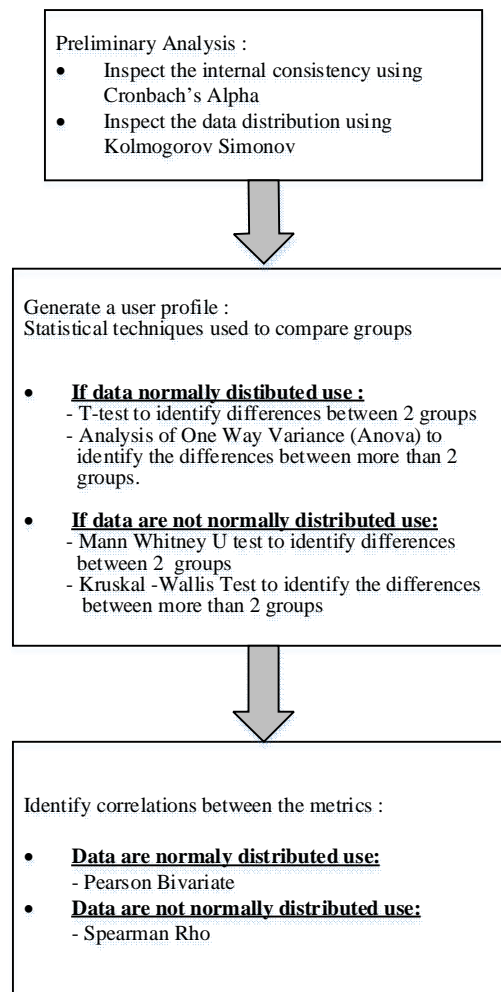 Preliminary Analysis :
• Inspect the internal consistency using
Cronbach's Alpha
• Inspect the data distribution using
Kolmogorov Simonov
Generate a user profile :
Statistical techniques used to compare groups
• If data normally distibuted use :
- T-test to identify differences between 2 groups
- Analysis of One Way Variance (Anova) to
identify the differences between more than 2
groups.
• If data are not normally distributed use:
- Mann Whitney U test to identify differences
between 2 groups
- Kruskal -Wallis Test to identify the differences
between more than 2 groups
Identify correlations between the metrics :
• Data are normaly distributed use:
- Pearson Bivariate
• Data are not normally distributed use:
- Spearman Rho